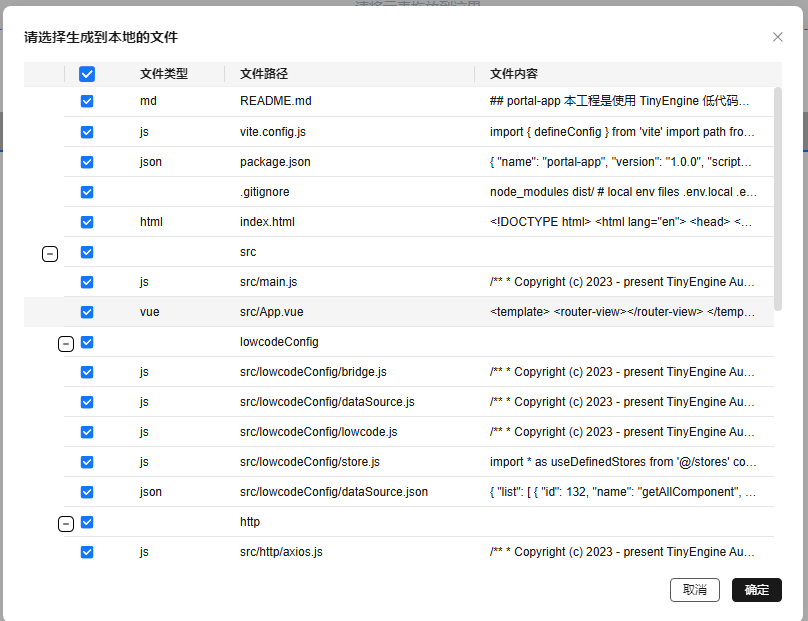 请选择生成到本地的文件
文件类型 文件路径 文件内容
md README.md ## portal-app 本工程是使用 TinyEngine 低代码...
js vite.config.js import { defineConfig } from 'vite' import path fro...
json package.json { "name": "portal-app", "version": "1.0.0", "script...
.gitignore node_modules dist/ # local env files .env.local .e...
html index.html <!DOCTYPE html> <html lang="en"> <head> <...
src
js src/main.js /** * Copyright (c) 2023 - present TinyEngine Au...
vue src/App.vue <template> <router-view></router-view> </temp...
lowcodeConfig
js src/lowcodeConfig/bridge.js /** * Copyright (c) 2023 - present TinyEngine Au...
js src/lowcodeConfig/dataSource.js /** * Copyright (c) 2023 - present TinyEngine Au...
js src/lowcodeConfig/lowcode.js /** * Copyright (c) 2023 - present TinyEngine Au...
js src/lowcodeConfig/store.js import * as useDefinedStores from '@/stores' co...
json src/lowcodeConfig/dataSource.json { "list": [ { "id": 132, "name": "getAllComponent", ...
http
js src/http/axios.js /** * Copyright (c) 2023 - present TinyEngine Au...
取消 确定